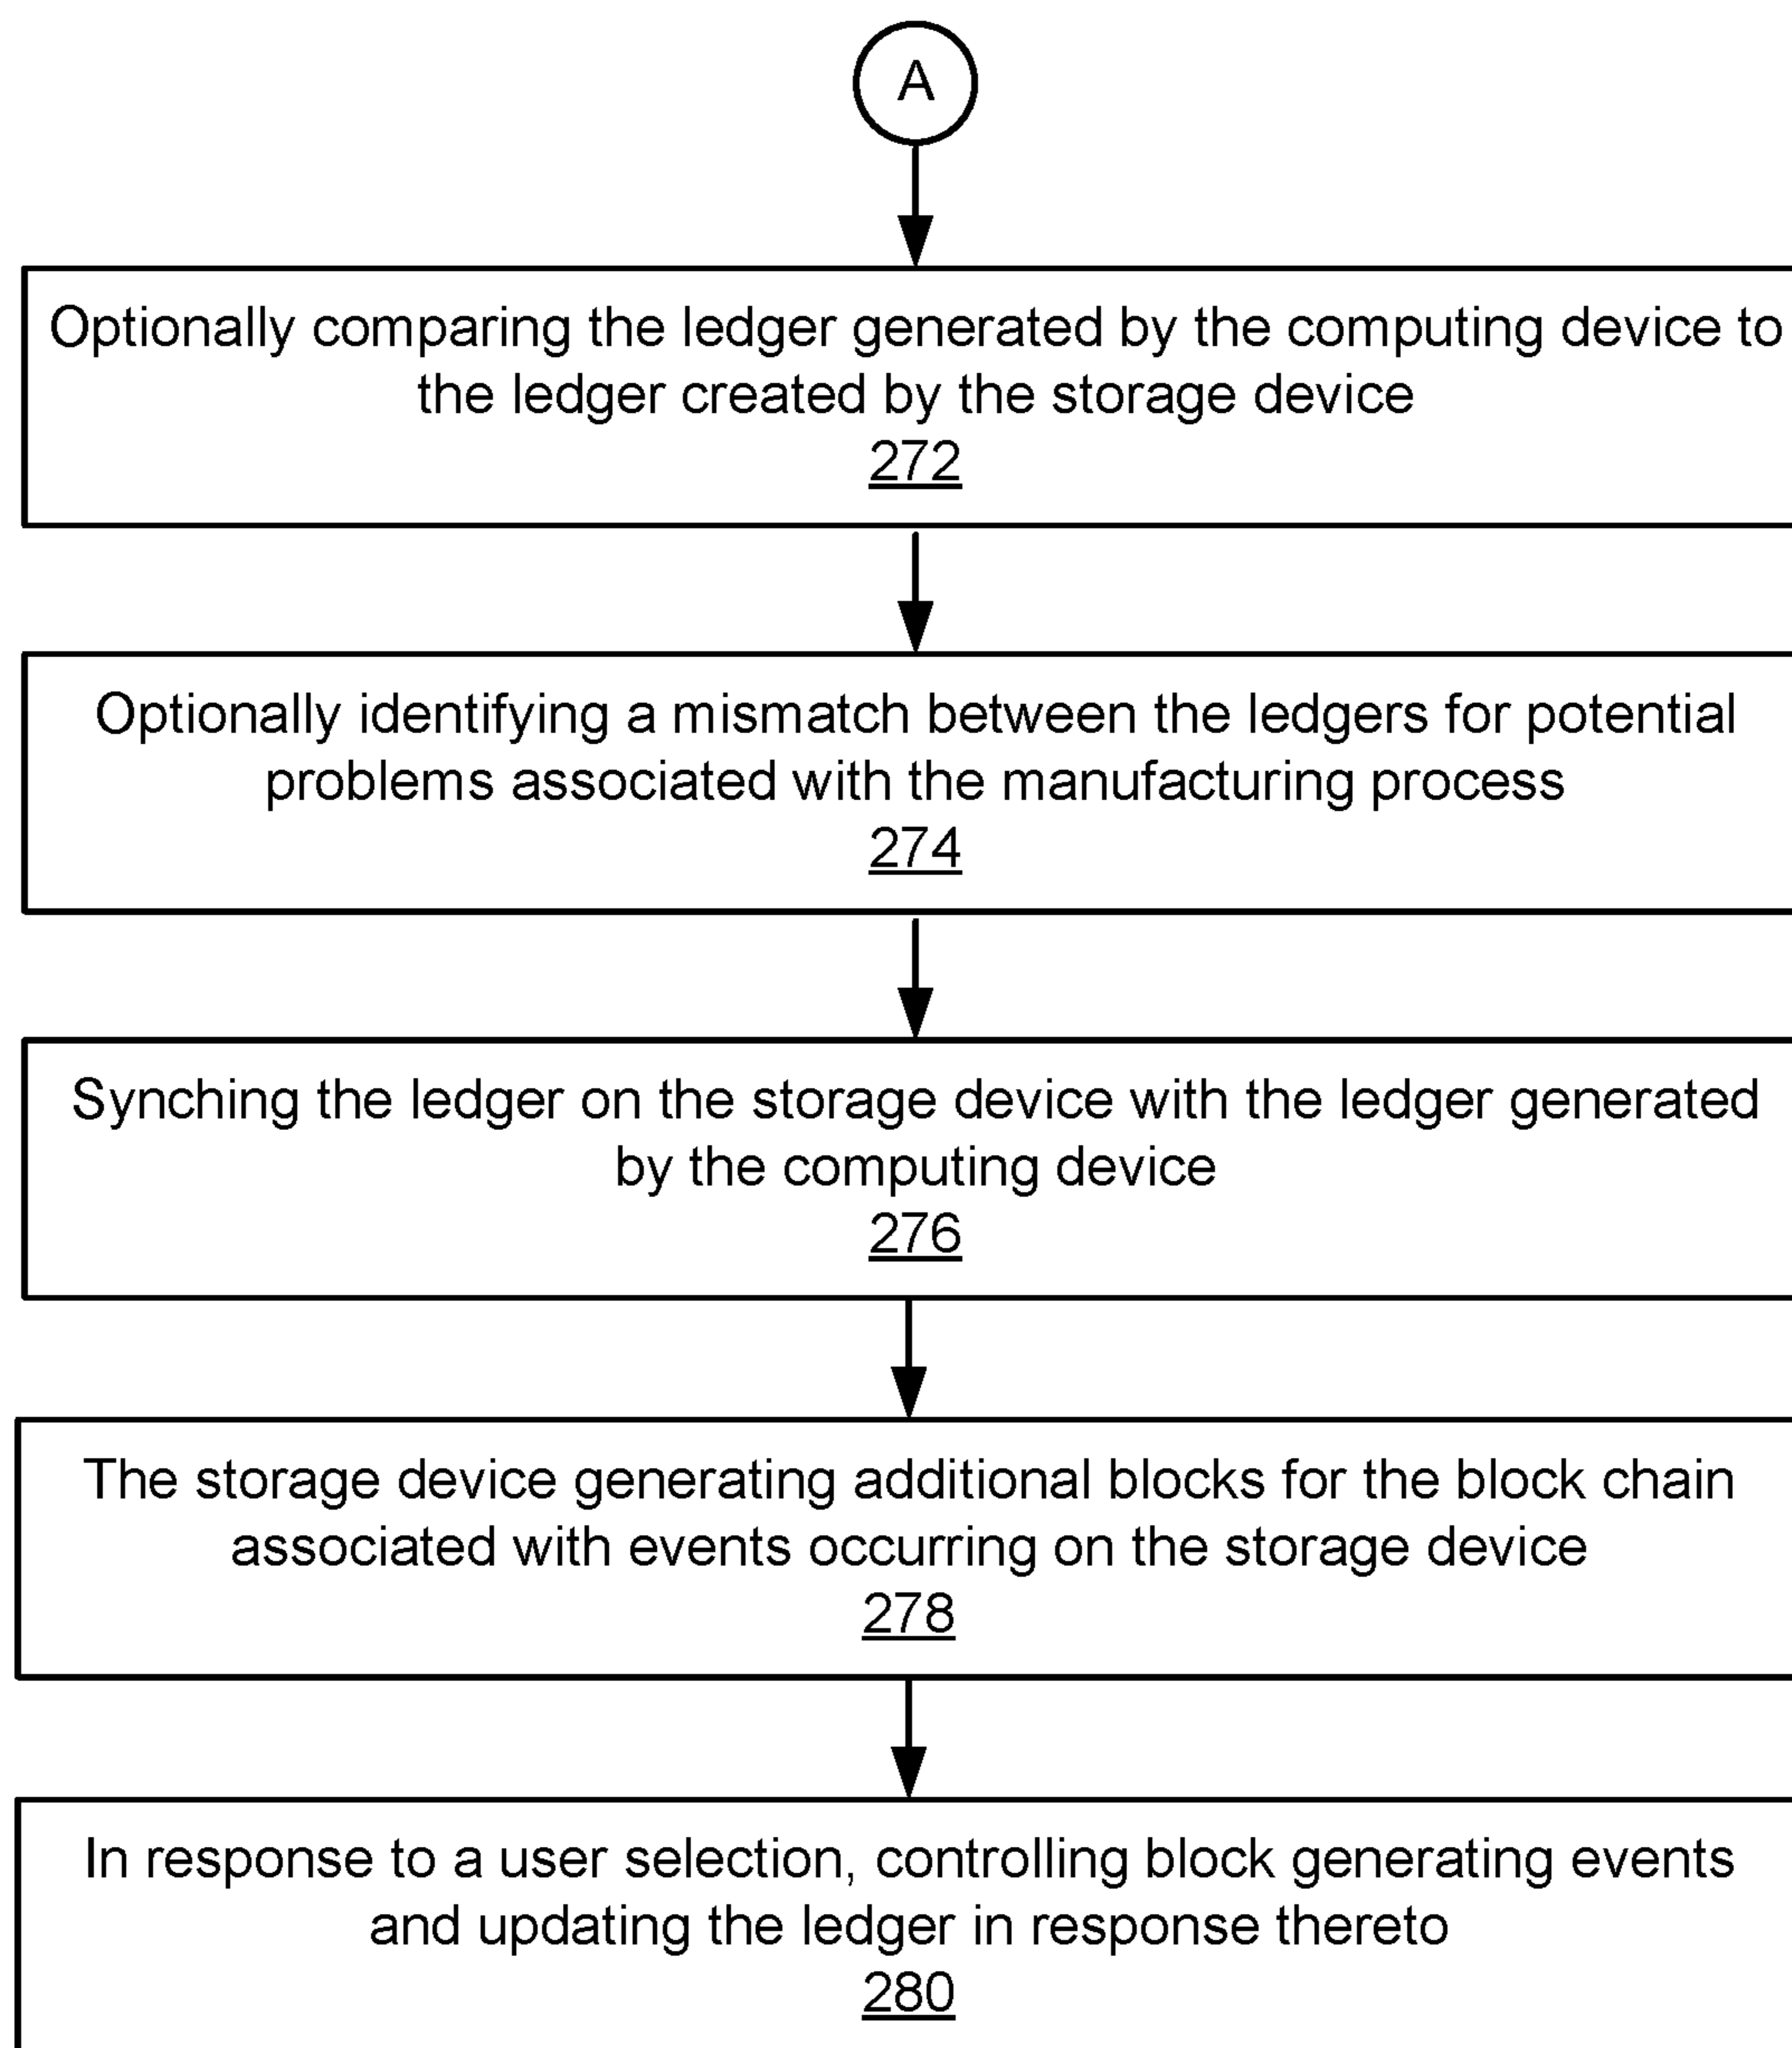 A
Optionally comparing the ledger generated by the computing device to
the ledger created by the storage device
272
Optionally identifying a mismatch between the ledgers for potential
problems associated with the manufacturing process
274
Synching the ledger on the storage device with the ledger generated
by the computing device
276
The storage device generating additional blocks for the block chain
associated with events occurring on the storage device
278
In response to a user selection, controlling block generating events
and updating the ledger in response thereto
280